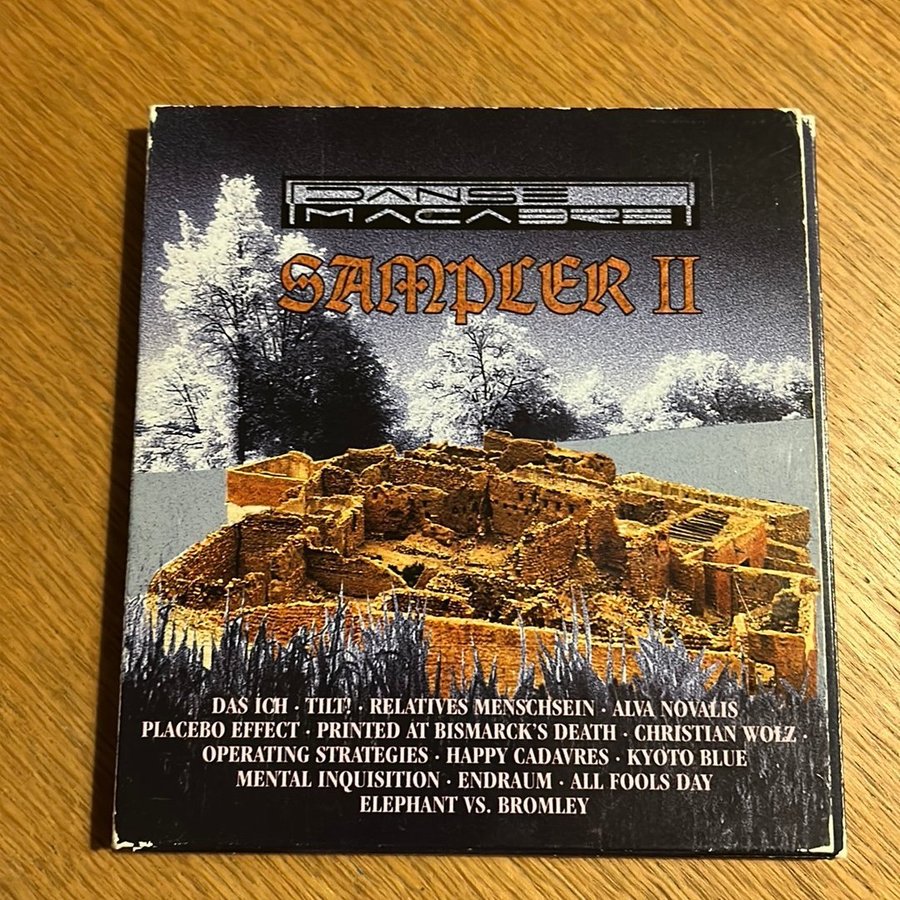 DANSE
MACABRE
SAMPLER II
DAS ICH · TILT! · RELATIVES MENSCHSEIN · ALVA NOVALIS
PLACEBO EFFECT · PRINTED AT BISMARCK'S DEATH · CHRISTIAN WOLZ ·
OPERATING STRATEGIES · HAPPY CADAVRES · KYOTO BLUE
MENTAL INQUISITION · ENDRAUM · ALL FOOLS DAY
ELEPHANT VS. BROMLEY